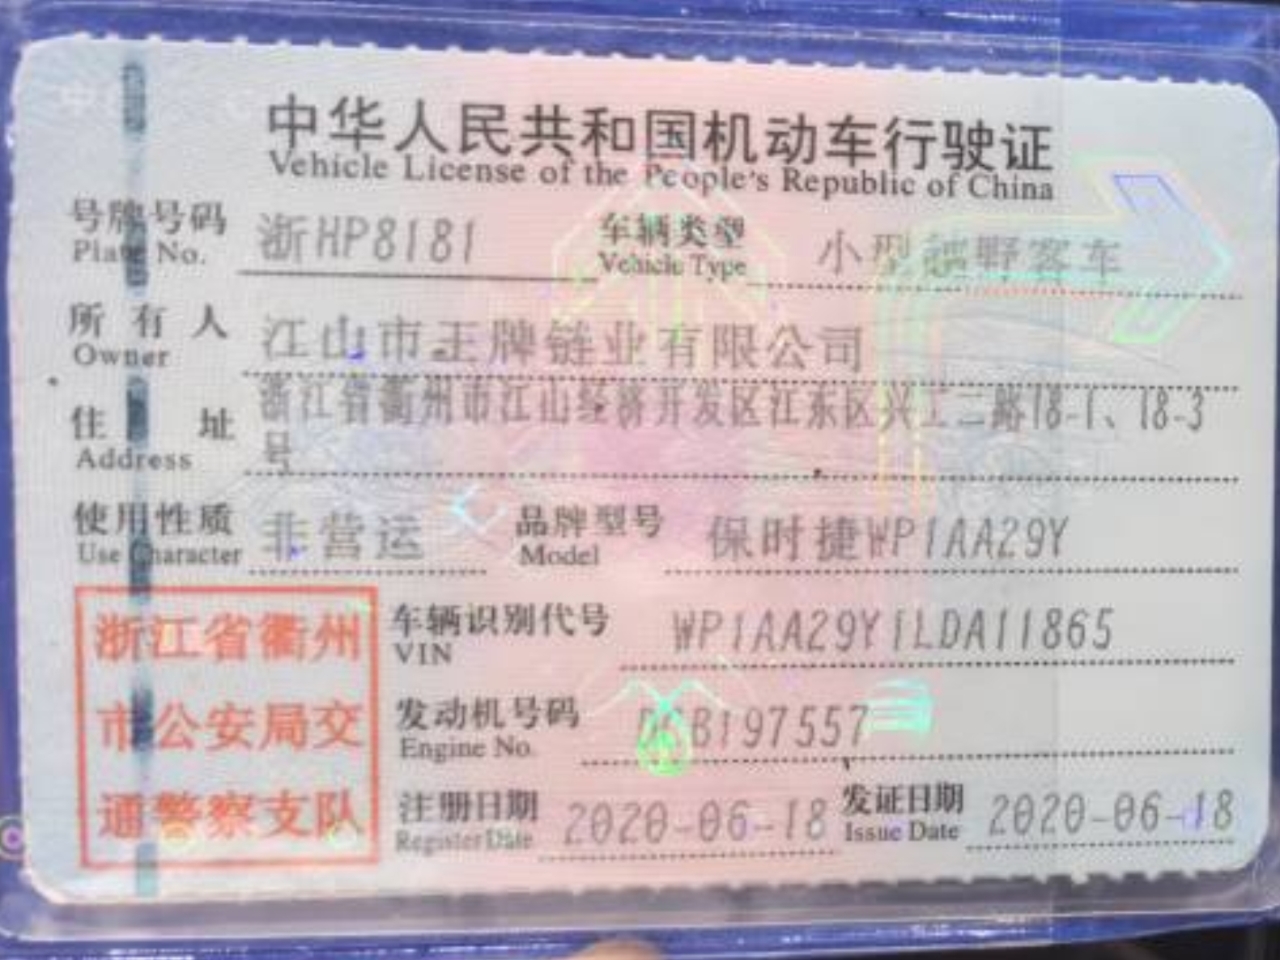 中华人民共和国机动车行驶证
Vehicle License of the People's Republic of China
号牌号码 浙HP8181 车辆类型 小型越野客车
Plate No. Vehicle Type
所有人 江山市王牌链业有限公司
Owner
住址 浙江省衢州市江山经济开发区江东区兴工二路18-1、18-3
Address 号
使用性质 非营运 品牌型号 保时捷WP1AA29Y
Use Character Model
浙江省衢州 车辆识别代号 WP1AA29Y1LDA11865
VIN
市公安局交 发动机号码 DCB197557
Engine No.
通警察支队 注册日期 2020-06-18 发证日期 2020-06-18
Register Date Issue Date